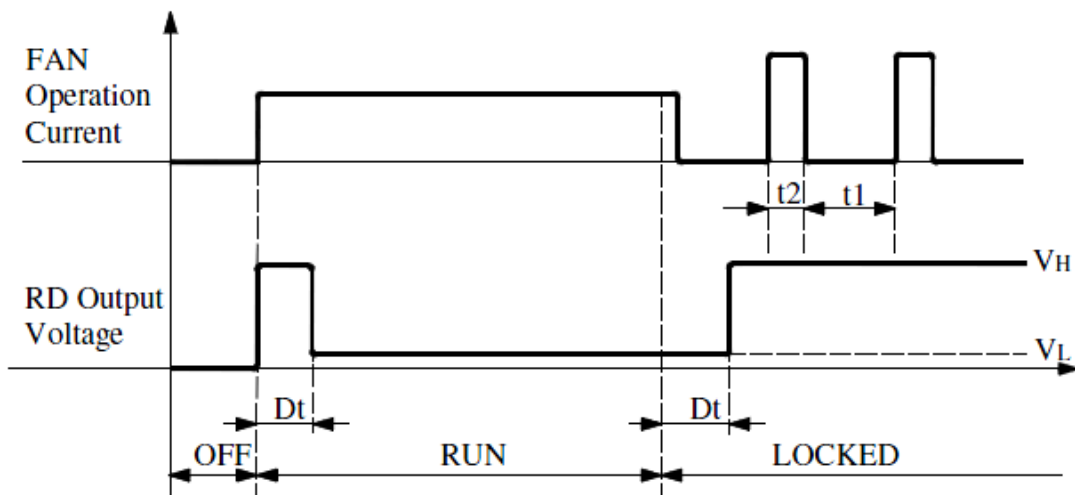 FAN
Operation
Current
t2
t1
RD Output
Voltage
VH
VL
Dt
Dt
OFF
RUN
LOCKED